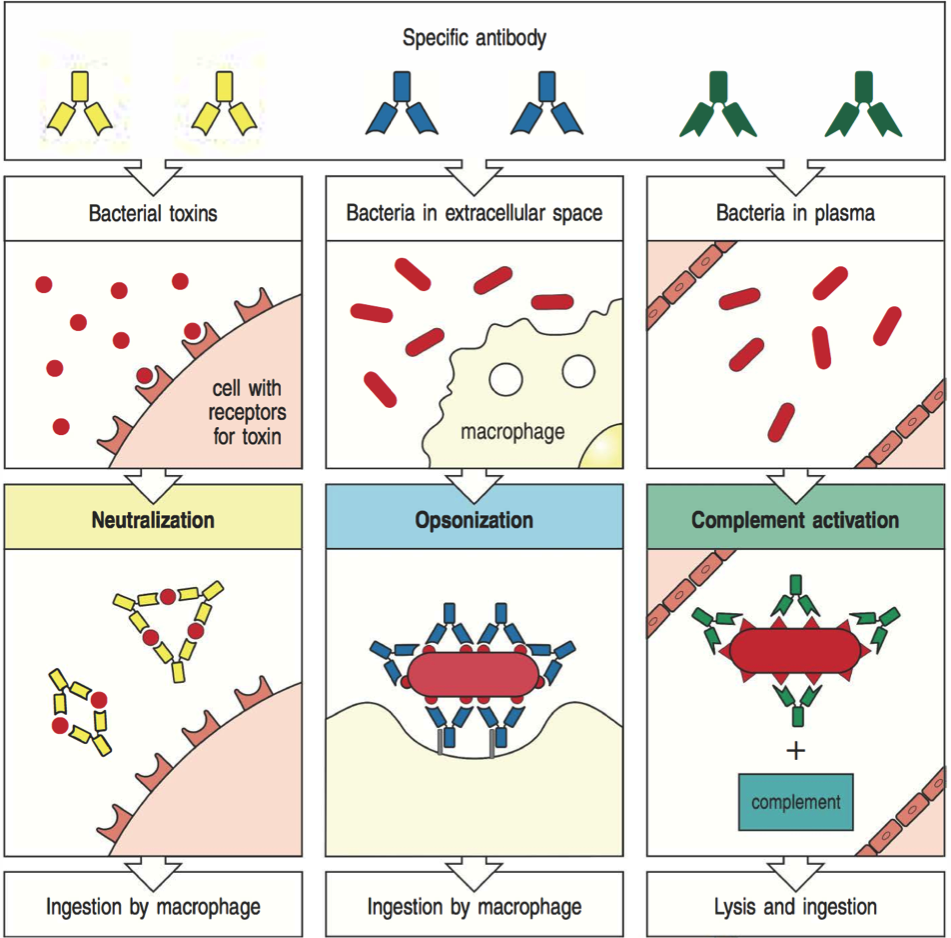 Specific antibody
Bacterial toxins
Bacteria in extracellular space
Bacteria in plasma
cell with
receptors
for toxin
macrophage
Neutralization
Opsonization
Complement activation
+
complement
Ingestion by macrophage
Ingestion by macrophage
Lysis and ingestion